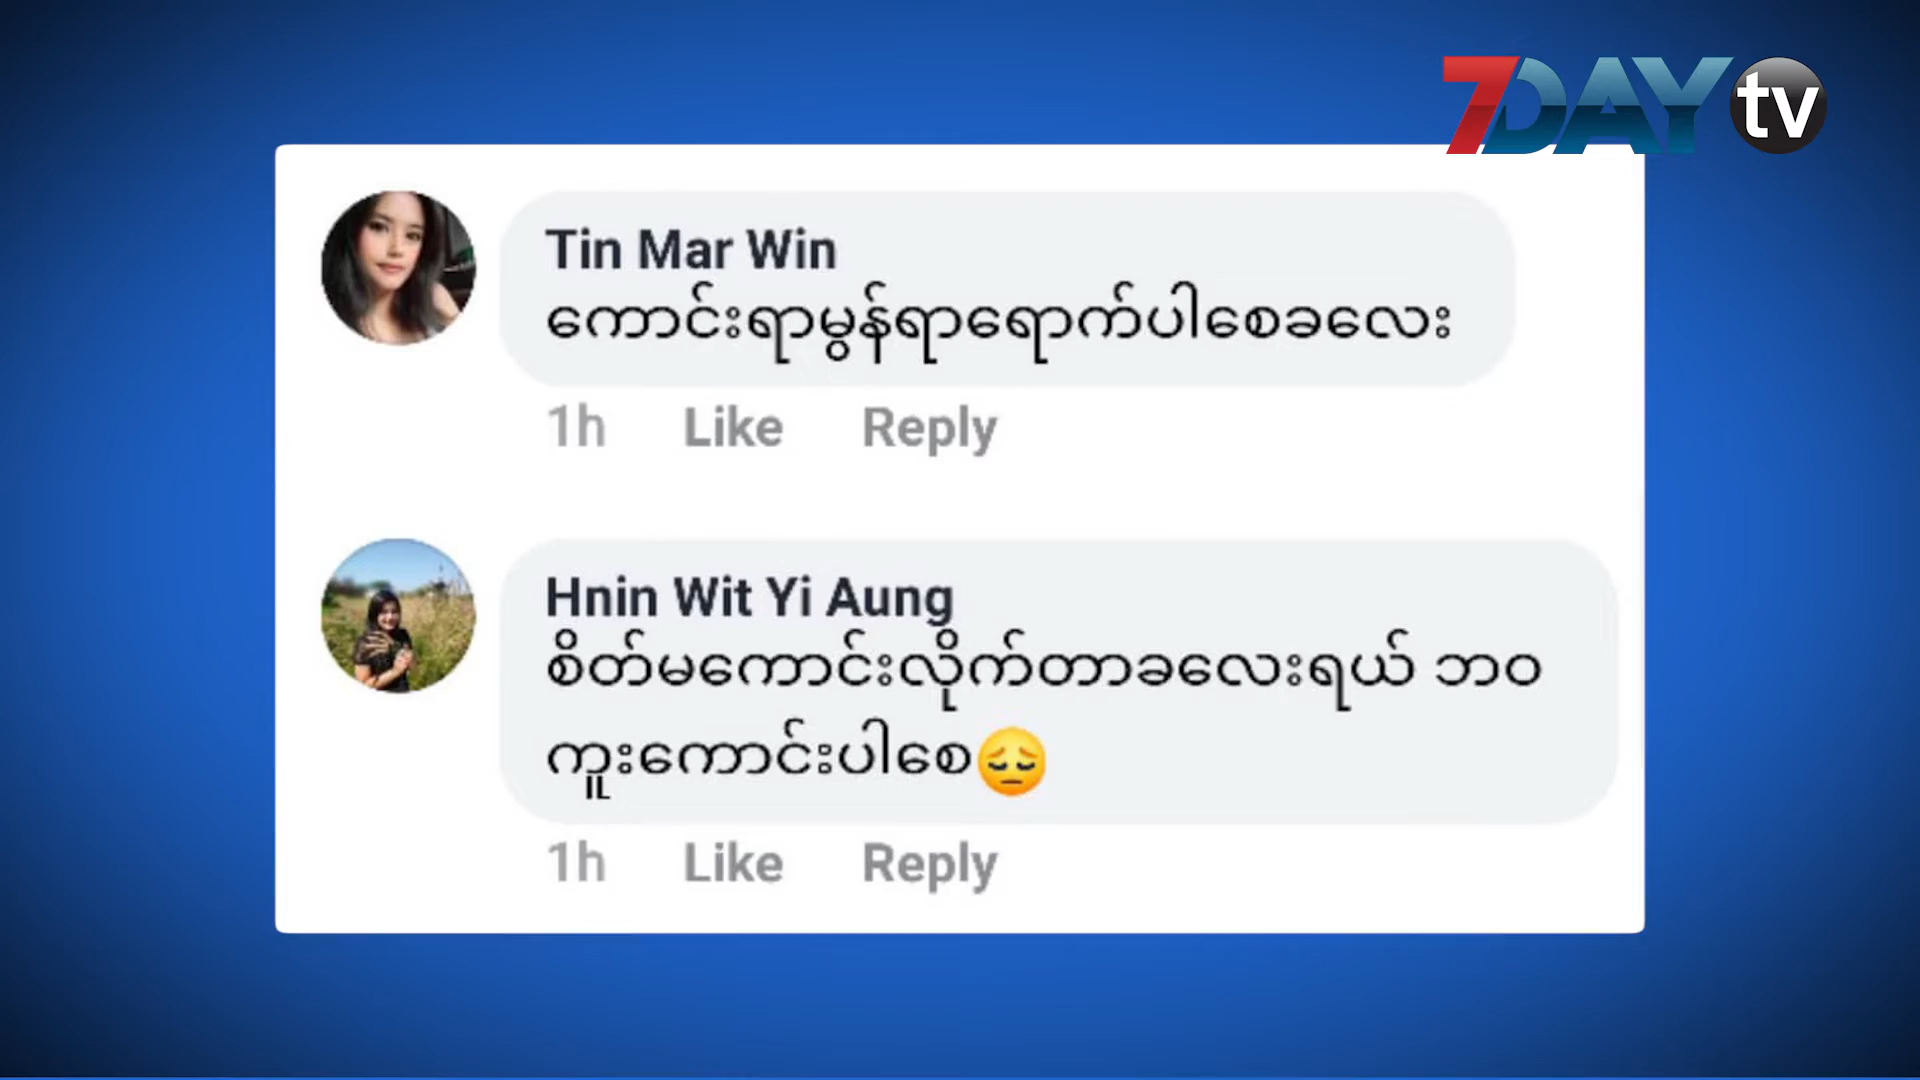 7DAY tv
Tin Mar Win
ကောင်းရာမွန်ရာရောက်ပါစေခလေး
1h Like Reply
Hnin Wit Yi Aung
စိတ်မကောင်းလိုက်တာခလေးရယ် ဘဝ
ကူးကောင်းပါစေ😔
1h Like Reply